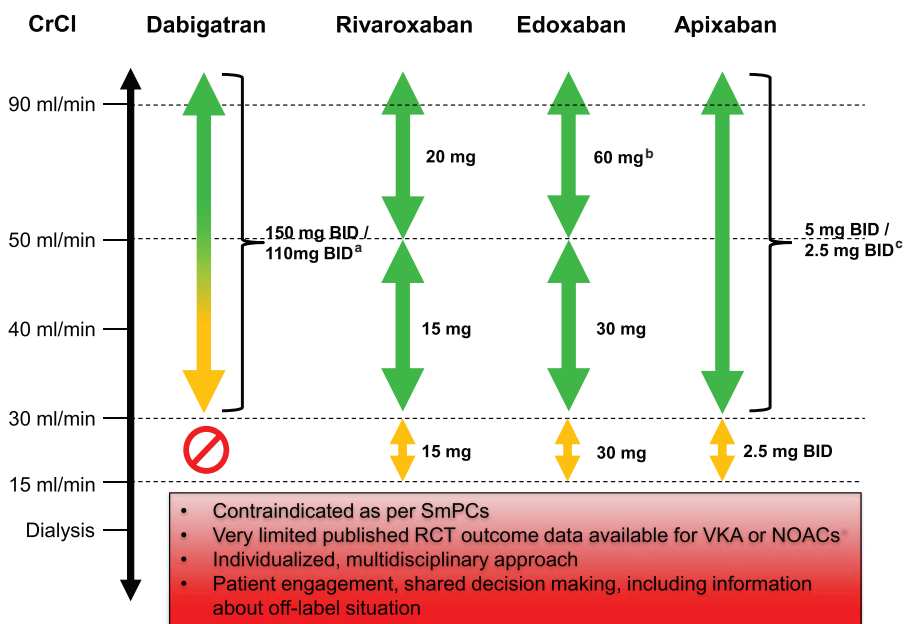 CrCl Dabigatran Rivaroxaban Edoxaban Apixaban
90 ml/min
20 mg 60 mgᵇ
50 ml/min
150 mg BID /
110mg BIDᵃ
5 mg BID /
2.5 mg BIDᶜ
40 ml/min 15 mg 30 mg
30 ml/min
15 mg 30 mg 2.5 mg BID
15 ml/min
Dialysis
• Contraindicated as per SmPCs
• Very limited published RCT outcome data available for VKA or NOACs
• Individualized, multidisciplinary approach
• Patient engagement, shared decision making, including information
about off-label situation